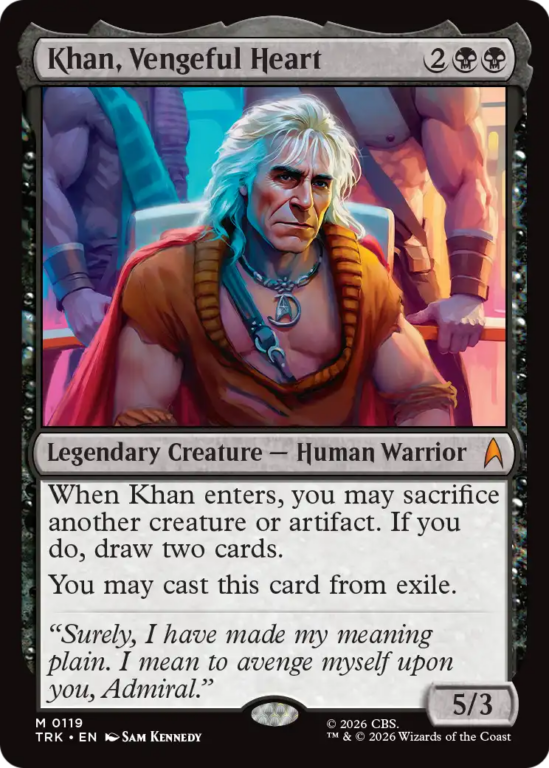 Khan, Vengeful Heart 2
Legendary Creature — Human Warrior
When Khan enters, you may sacrifice
another creature or artifact. If you
do, draw two cards.
You may cast this card from exile.
“Surely, I have made my meaning
plain. I mean to avenge myself upon
you, Admiral.”
5/3
M 0119
TRK • EN Sam Kennedy
© 2026 CBS.
™ & © 2026 Wizards of the Coast